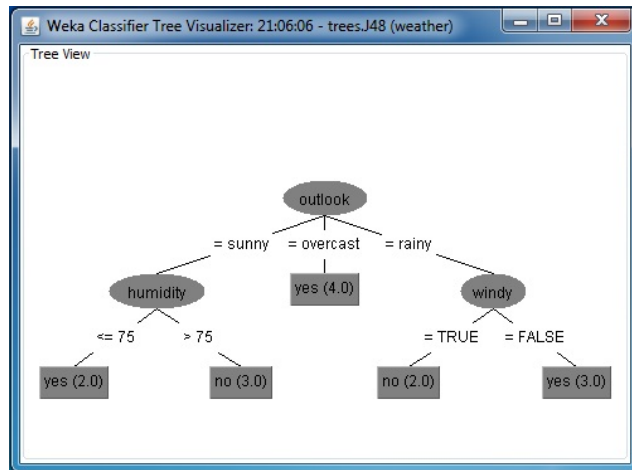 Weka Classifier Tree Visualizer: 21:06:06 - trees.J48 (weather)
Tree View
outlook
= sunny = overcast = rainy
humidity yes (4.0) windy
<= 75 > 75 = TRUE = FALSE
yes (2.0) no (3.0) no (2.0) yes (3.0)